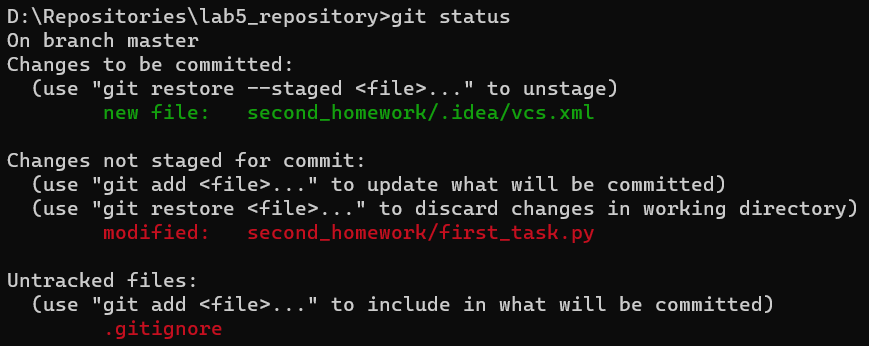 D:\Repositories\lab5_repository>git status
On branch master
Changes to be committed:
  (use "git restore --staged <file>..." to unstage)
        new file:   second_homework/.idea/vcs.xml

Changes not staged for commit:
  (use "git add <file>..." to update what will be committed)
  (use "git restore <file>..." to discard changes in working directory)
        modified:   second_homework/first_task.py

Untracked files:
  (use "git add <file>..." to include in what will be committed)
        .gitignore